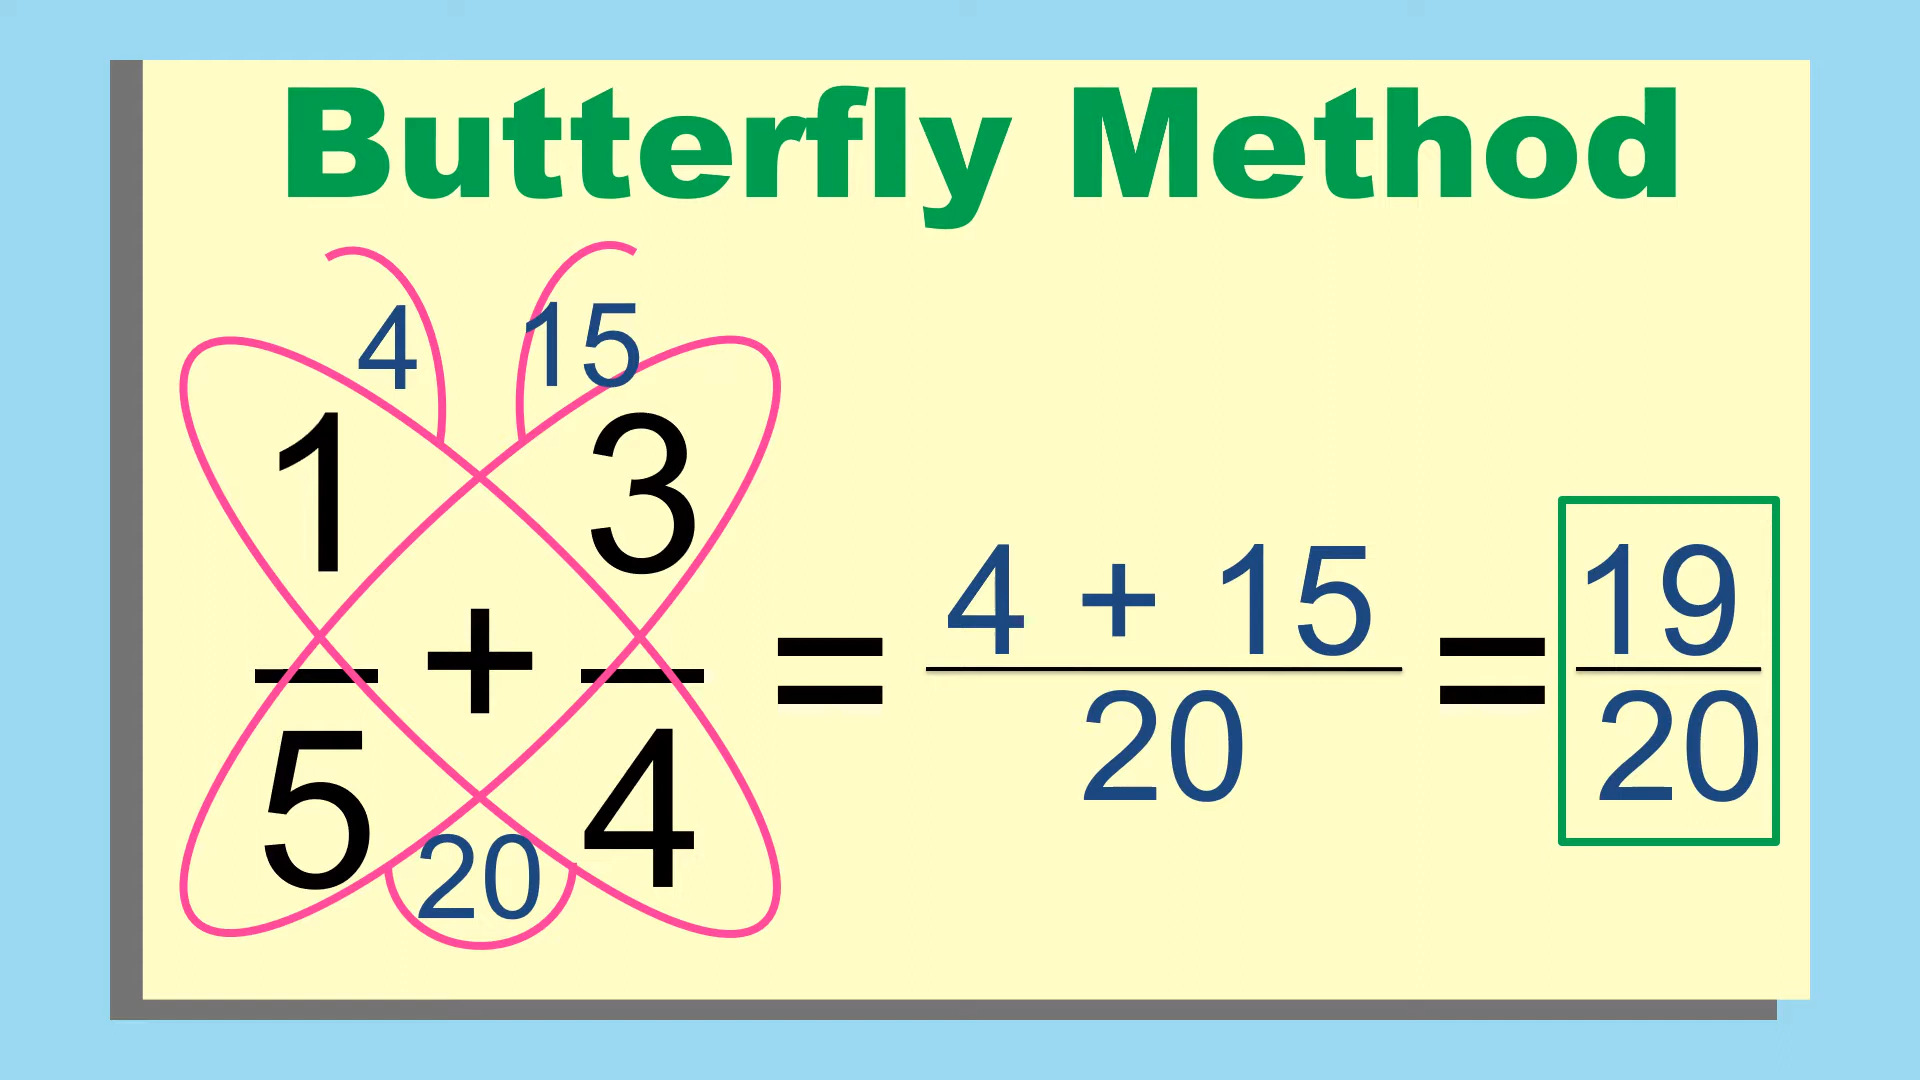 Butterfly Method
4 15
1 3
+ = 4 + 15 = 19
5 4 20 20
20